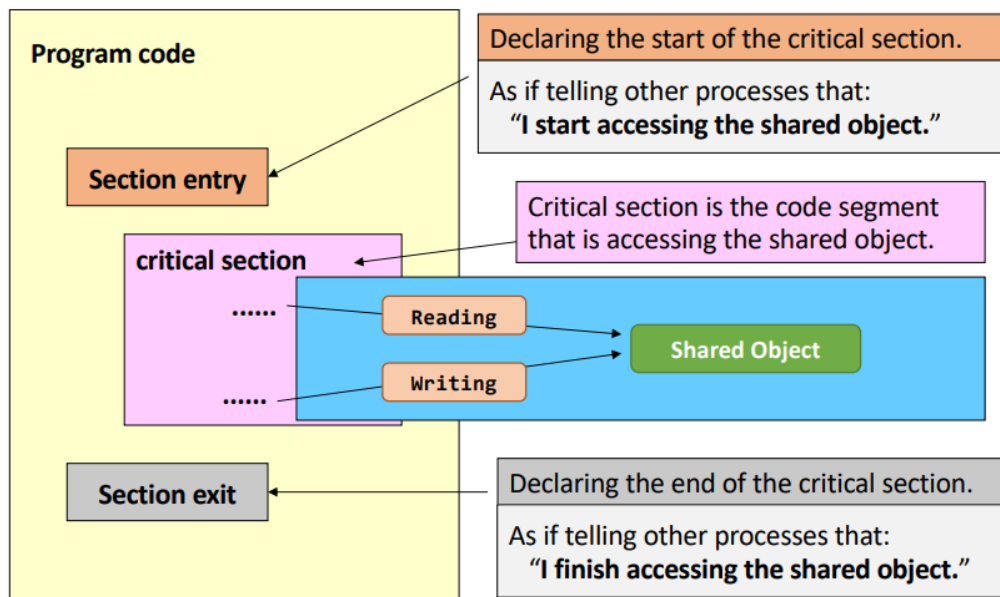 Program code
Declaring the start of the critical section.
As if telling other processes that:
“I start accessing the shared object.”
Section entry
Critical section is the code segment
that is accessing the shared object.
critical section
......
Reading
Shared Object
Writing
......
Section exit
Declaring the end of the critical section.
As if telling other processes that:
“I finish accessing the shared object.”